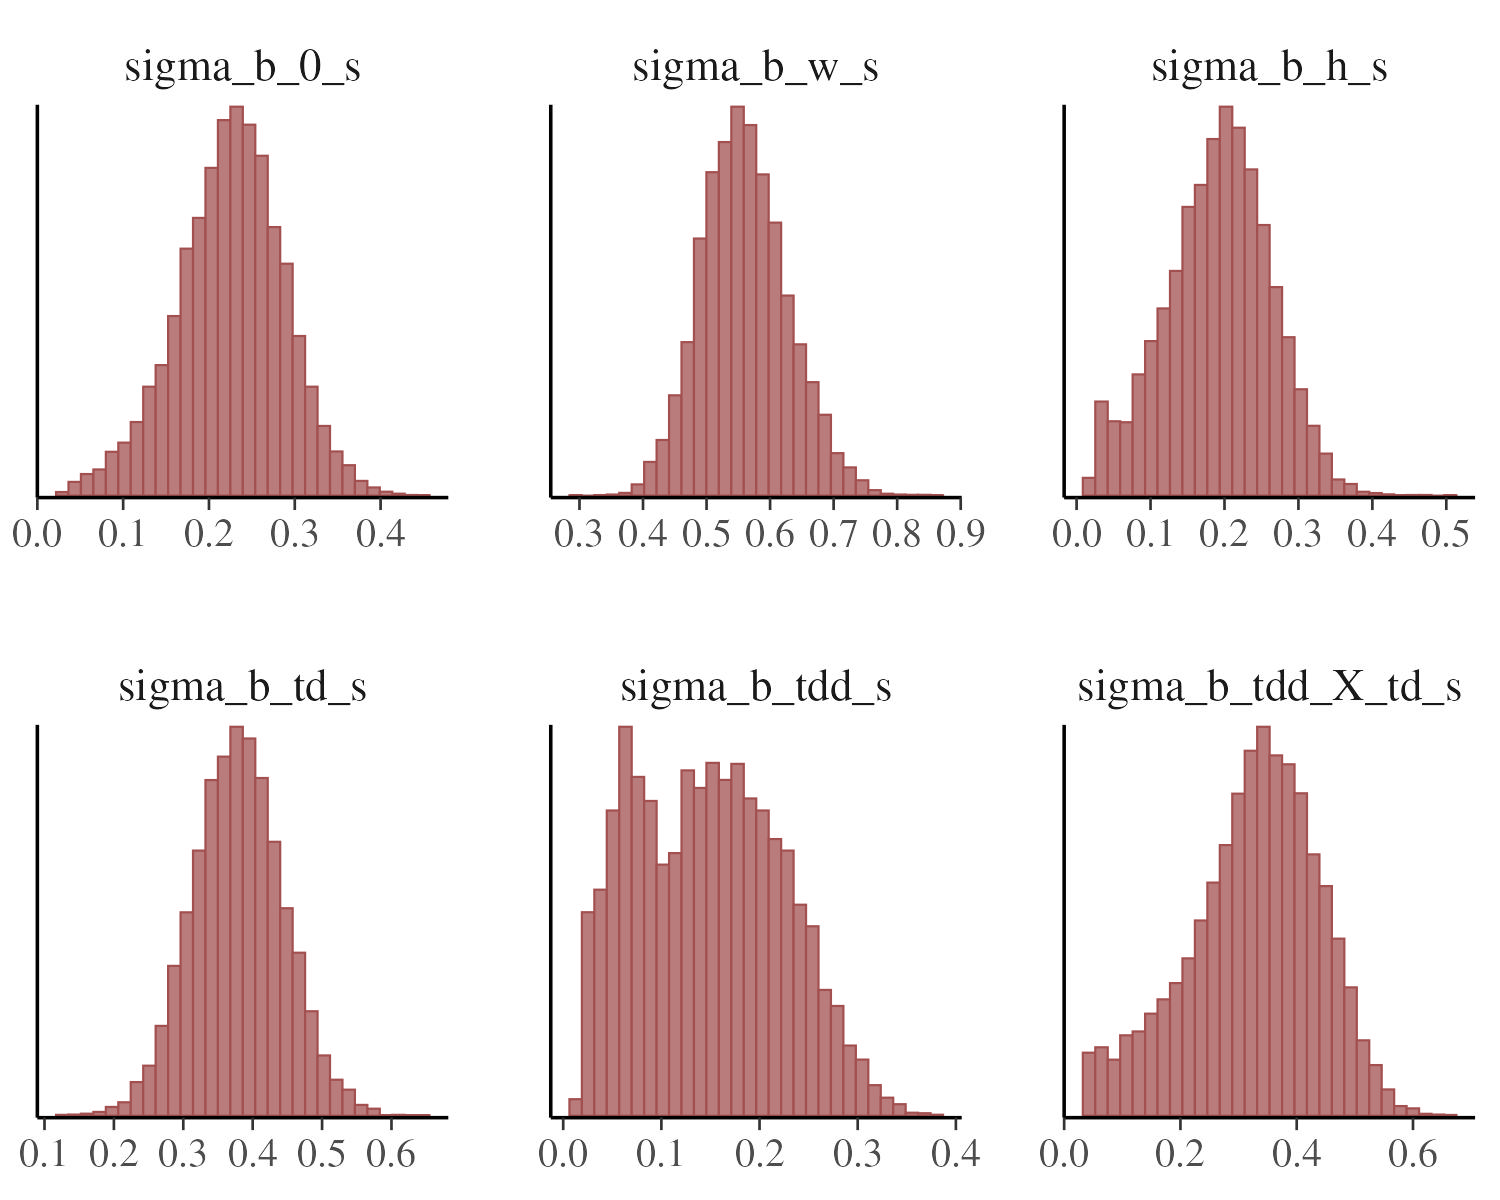 sigma_b_0_s sigma_b_w_s sigma_b_h_s
0.0 0.1 0.2 0.3 0.4 0.3 0.4 0.5 0.6 0.7 0.8 0.9 0.0 0.1 0.2 0.3 0.4 0.5
sigma_b_td_s sigma_b_tdd_s sigma_b_tdd_X_td_s
0.1 0.2 0.3 0.4 0.5 0.6 0.0 0.1 0.2 0.3 0.4 0.0 0.2 0.4 0.6